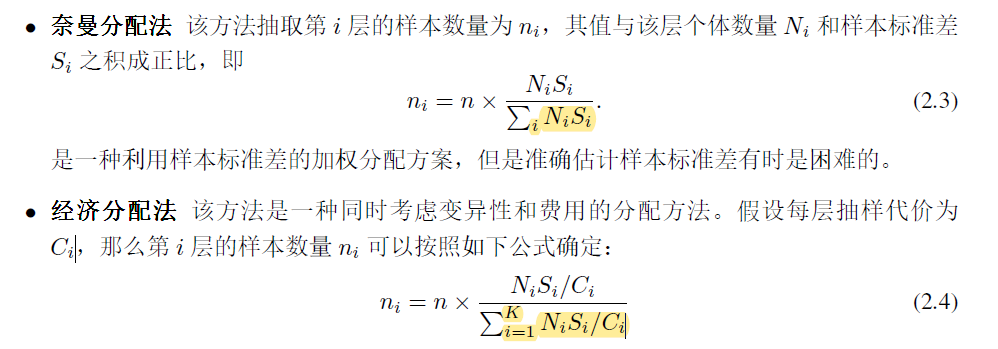 • 奈曼分配法 该方法抽取第 i 层的样本数量为 n_i，其值与该层个体数量 N_i 和样本标准差
S_i 之积成正比，即
n_i = n × \frac{N_i S_i}{\sum_i N_i S_i}. (2.3)
是一种利用样本标准差的加权分配方案，但是准确估计样本标准差有时是困难的。
• 经济分配法 该方法是一种同时考虑变异性和费用的分配方法。假设每层抽样代价为
C_i，那么第 i 层的样本数量 n_i 可以按照如下公式确定：
n_i = n × \frac{N_i S_i / C_i}{\sum_{i=1}^{K} N_i S_i / C_i} (2.4)